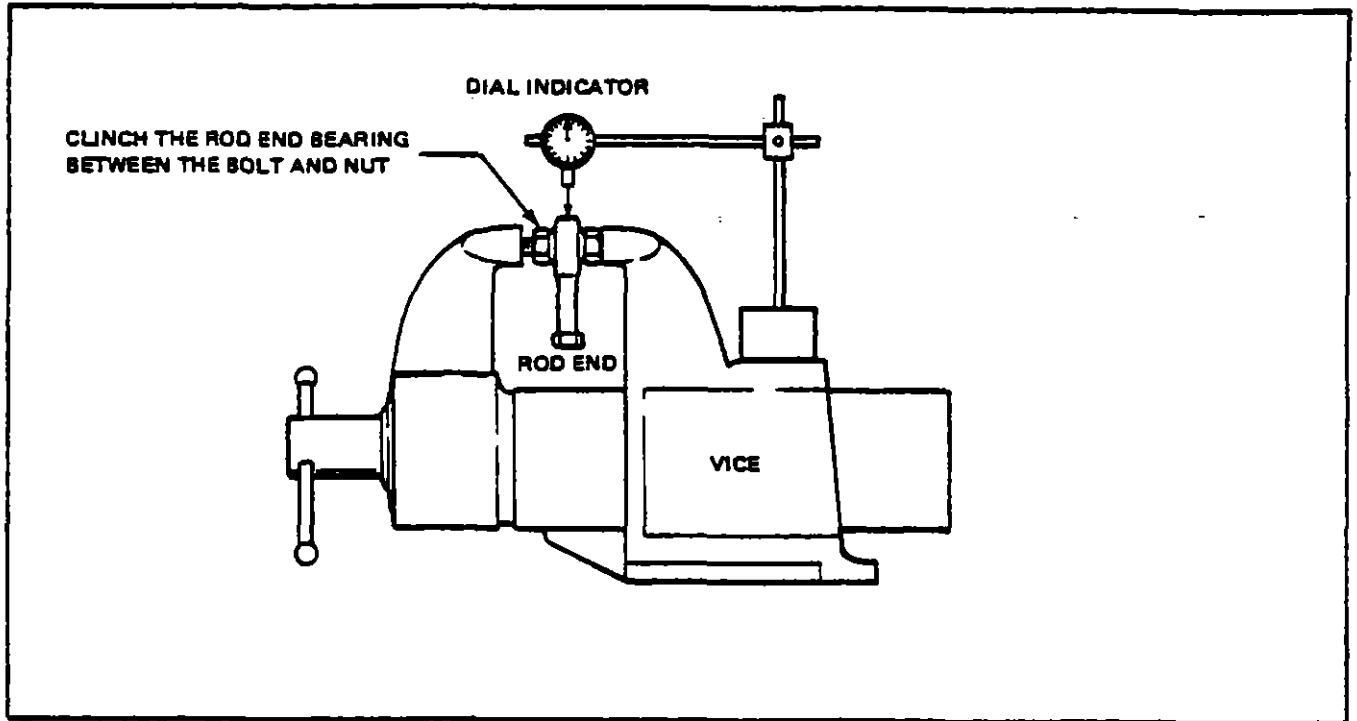 DIAL INDICATOR
CLINCH THE ROD END BEARING
BETWEEN THE BOLT AND NUT
ROD END
VICE